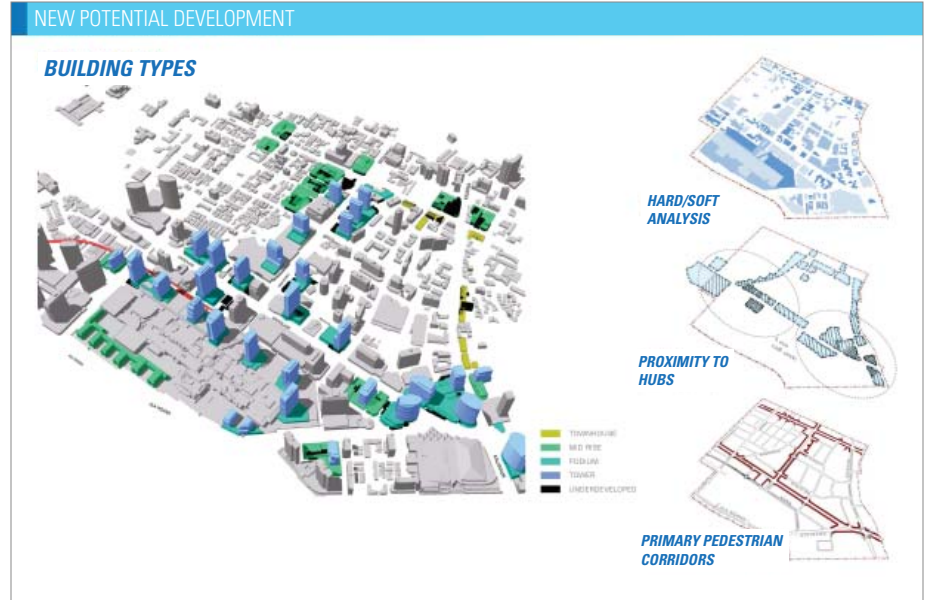 NEW POTENTIAL DEVELOPMENT
BUILDING TYPES
HARD/SOFT
ANALYSIS
PROXIMITY TO
HUBS
TOWNHOUSE
MID RISE
PODIUM
TOWER
UNDERDEVELOPED
PRIMARY PEDESTRIAN
CORRIDORS